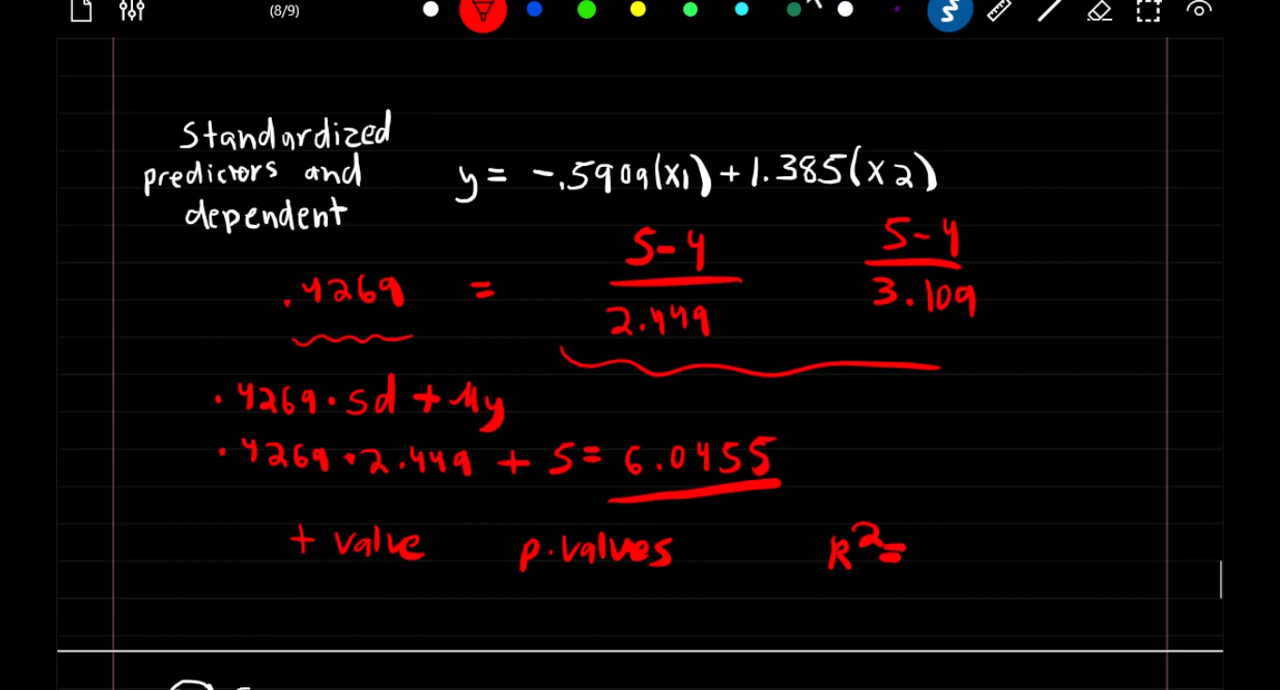 (8/9)
Standardized
predictors and
dependent
y = -.5909(x1) + 1.385(x2)
.4269 = 5-4/2.449 5-4/3.109
.4269 · sd + My
.4269 · 2.449 + 5 = 6.0455
t value p.values R²=